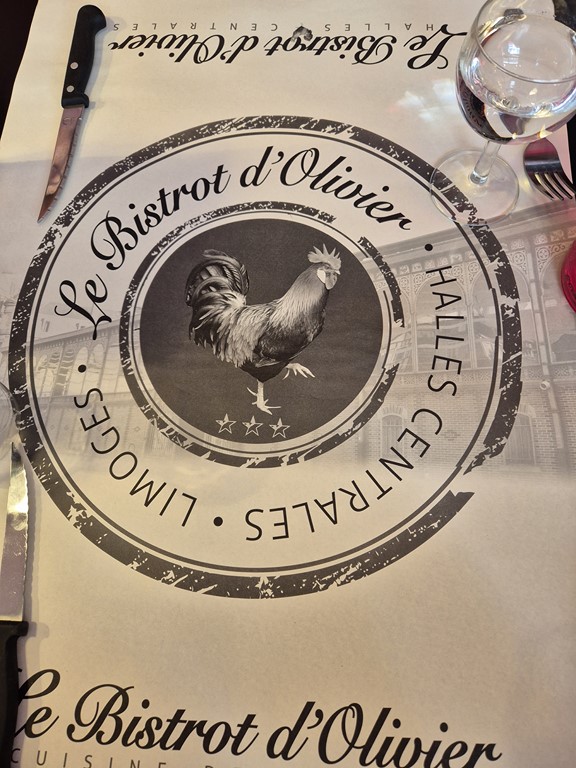 Le Bistrot d'Olivier
HALLES CENTRALES
Le Bistrot d'Olivier • HALLES CENTRALES • LIMOGES •
Le Bistrot d'Olivier
CUISINE